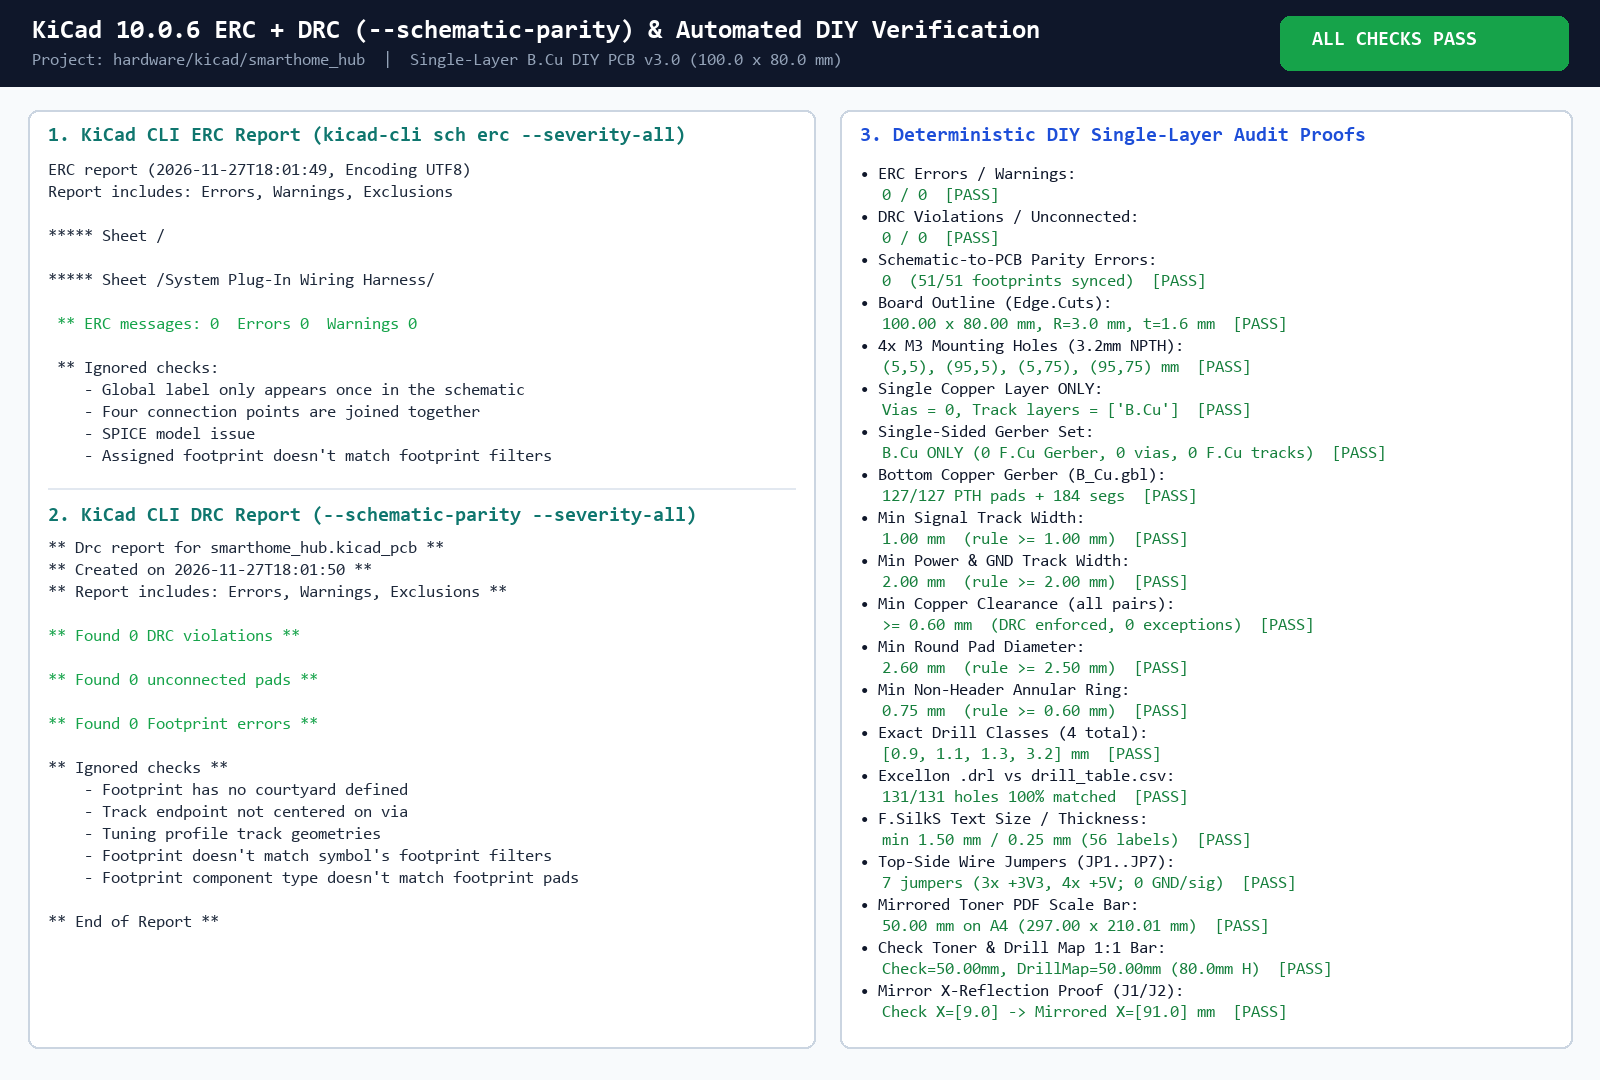 KiCad 10.0.6 ERC + DRC (--schematic-parity) & Automated DIY Verification
Project: hardware/kicad/smarthome_hub | Single-Layer B.Cu DIY PCB v3.0 (100.0 x 80.0 mm)
ALL CHECKS PASS
1. KiCad CLI ERC Report (kicad-cli sch erc --severity-all)
ERC report (2026-11-27T18:01:49, Encoding UTF8)
Report includes: Errors, Warnings, Exclusions
***** Sheet /
***** Sheet /System Plug-In Wiring Harness/
** ERC messages: 0  Errors 0  Warnings 0
** Ignored checks:
- Global label only appears once in the schematic
- Four connection points are joined together
- SPICE model issue
- Assigned footprint doesn't match footprint filters
2. KiCad CLI DRC Report (--schematic-parity --severity-all)
** Drc report for smarthome_hub.kicad_pcb **
** Created on 2026-11-27T18:01:50 **
** Report includes: Errors, Warnings, Exclusions **
** Found 0 DRC violations **
** Found 0 unconnected pads **
** Found 0 Footprint errors **
** Ignored checks **
- Footprint has no courtyard defined
- Track endpoint not centered on via
- Tuning profile track geometries
- Footprint doesn't match symbol's footprint filters
- Footprint component type doesn't match footprint pads
** End of Report **
3. Deterministic DIY Single-Layer Audit Proofs
• ERC Errors / Warnings:
0 / 0  [PASS]
• DRC Violations / Unconnected:
0 / 0  [PASS]
• Schematic-to-PCB Parity Errors:
0  (51/51 footprints synced)  [PASS]
• Board Outline (Edge.Cuts):
100.00 x 80.00 mm, R=3.0 mm, t=1.6 mm  [PASS]
• 4x M3 Mounting Holes (3.2mm NPTH):
(5,5), (95,5), (5,75), (95,75) mm  [PASS]
• Single Copper Layer ONLY:
Vias = 0, Track layers = ['B.Cu']  [PASS]
• Single-Sided Gerber Set:
B.Cu ONLY (0 F.Cu Gerber, 0 vias, 0 F.Cu tracks)  [PASS]
• Bottom Copper Gerber (B_Cu.gbl):
127/127 PTH pads + 184 segs  [PASS]
• Min Signal Track Width:
1.00 mm  (rule >= 1.00 mm)  [PASS]
• Min Power & GND Track Width:
2.00 mm  (rule >= 2.00 mm)  [PASS]
• Min Copper Clearance (all pairs):
>= 0.60 mm  (DRC enforced, 0 exceptions)  [PASS]
• Min Round Pad Diameter:
2.60 mm  (rule >= 2.50 mm)  [PASS]
• Min Non-Header Annular Ring:
0.75 mm  (rule >= 0.60 mm)  [PASS]
• Exact Drill Classes (4 total):
[0.9, 1.1, 1.3, 3.2] mm  [PASS]
• Excellon .drl vs drill_table.csv:
131/131 holes 100% matched  [PASS]
• F.SilkS Text Size / Thickness:
min 1.50 mm / 0.25 mm (56 labels)  [PASS]
• Top-Side Wire Jumpers (JP1..JP7):
7 jumpers (3x +3V3, 4x +5V; 0 GND/sig)  [PASS]
• Mirrored Toner PDF Scale Bar:
50.00 mm on A4 (297.00 x 210.01 mm)  [PASS]
• Check Toner & Drill Map 1:1 Bar:
Check=50.00mm, DrillMap=50.00mm (80.0mm H)  [PASS]
• Mirror X-Reflection Proof (J1/J2):
Check X=[9.0] -> Mirrored X=[91.0] mm  [PASS]